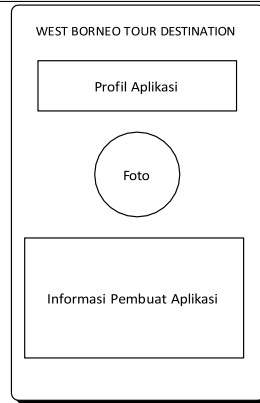 WEST BORNEO TOUR DESTINATION
Profil Aplikasi
Foto
Informasi Pembuat Aplikasi